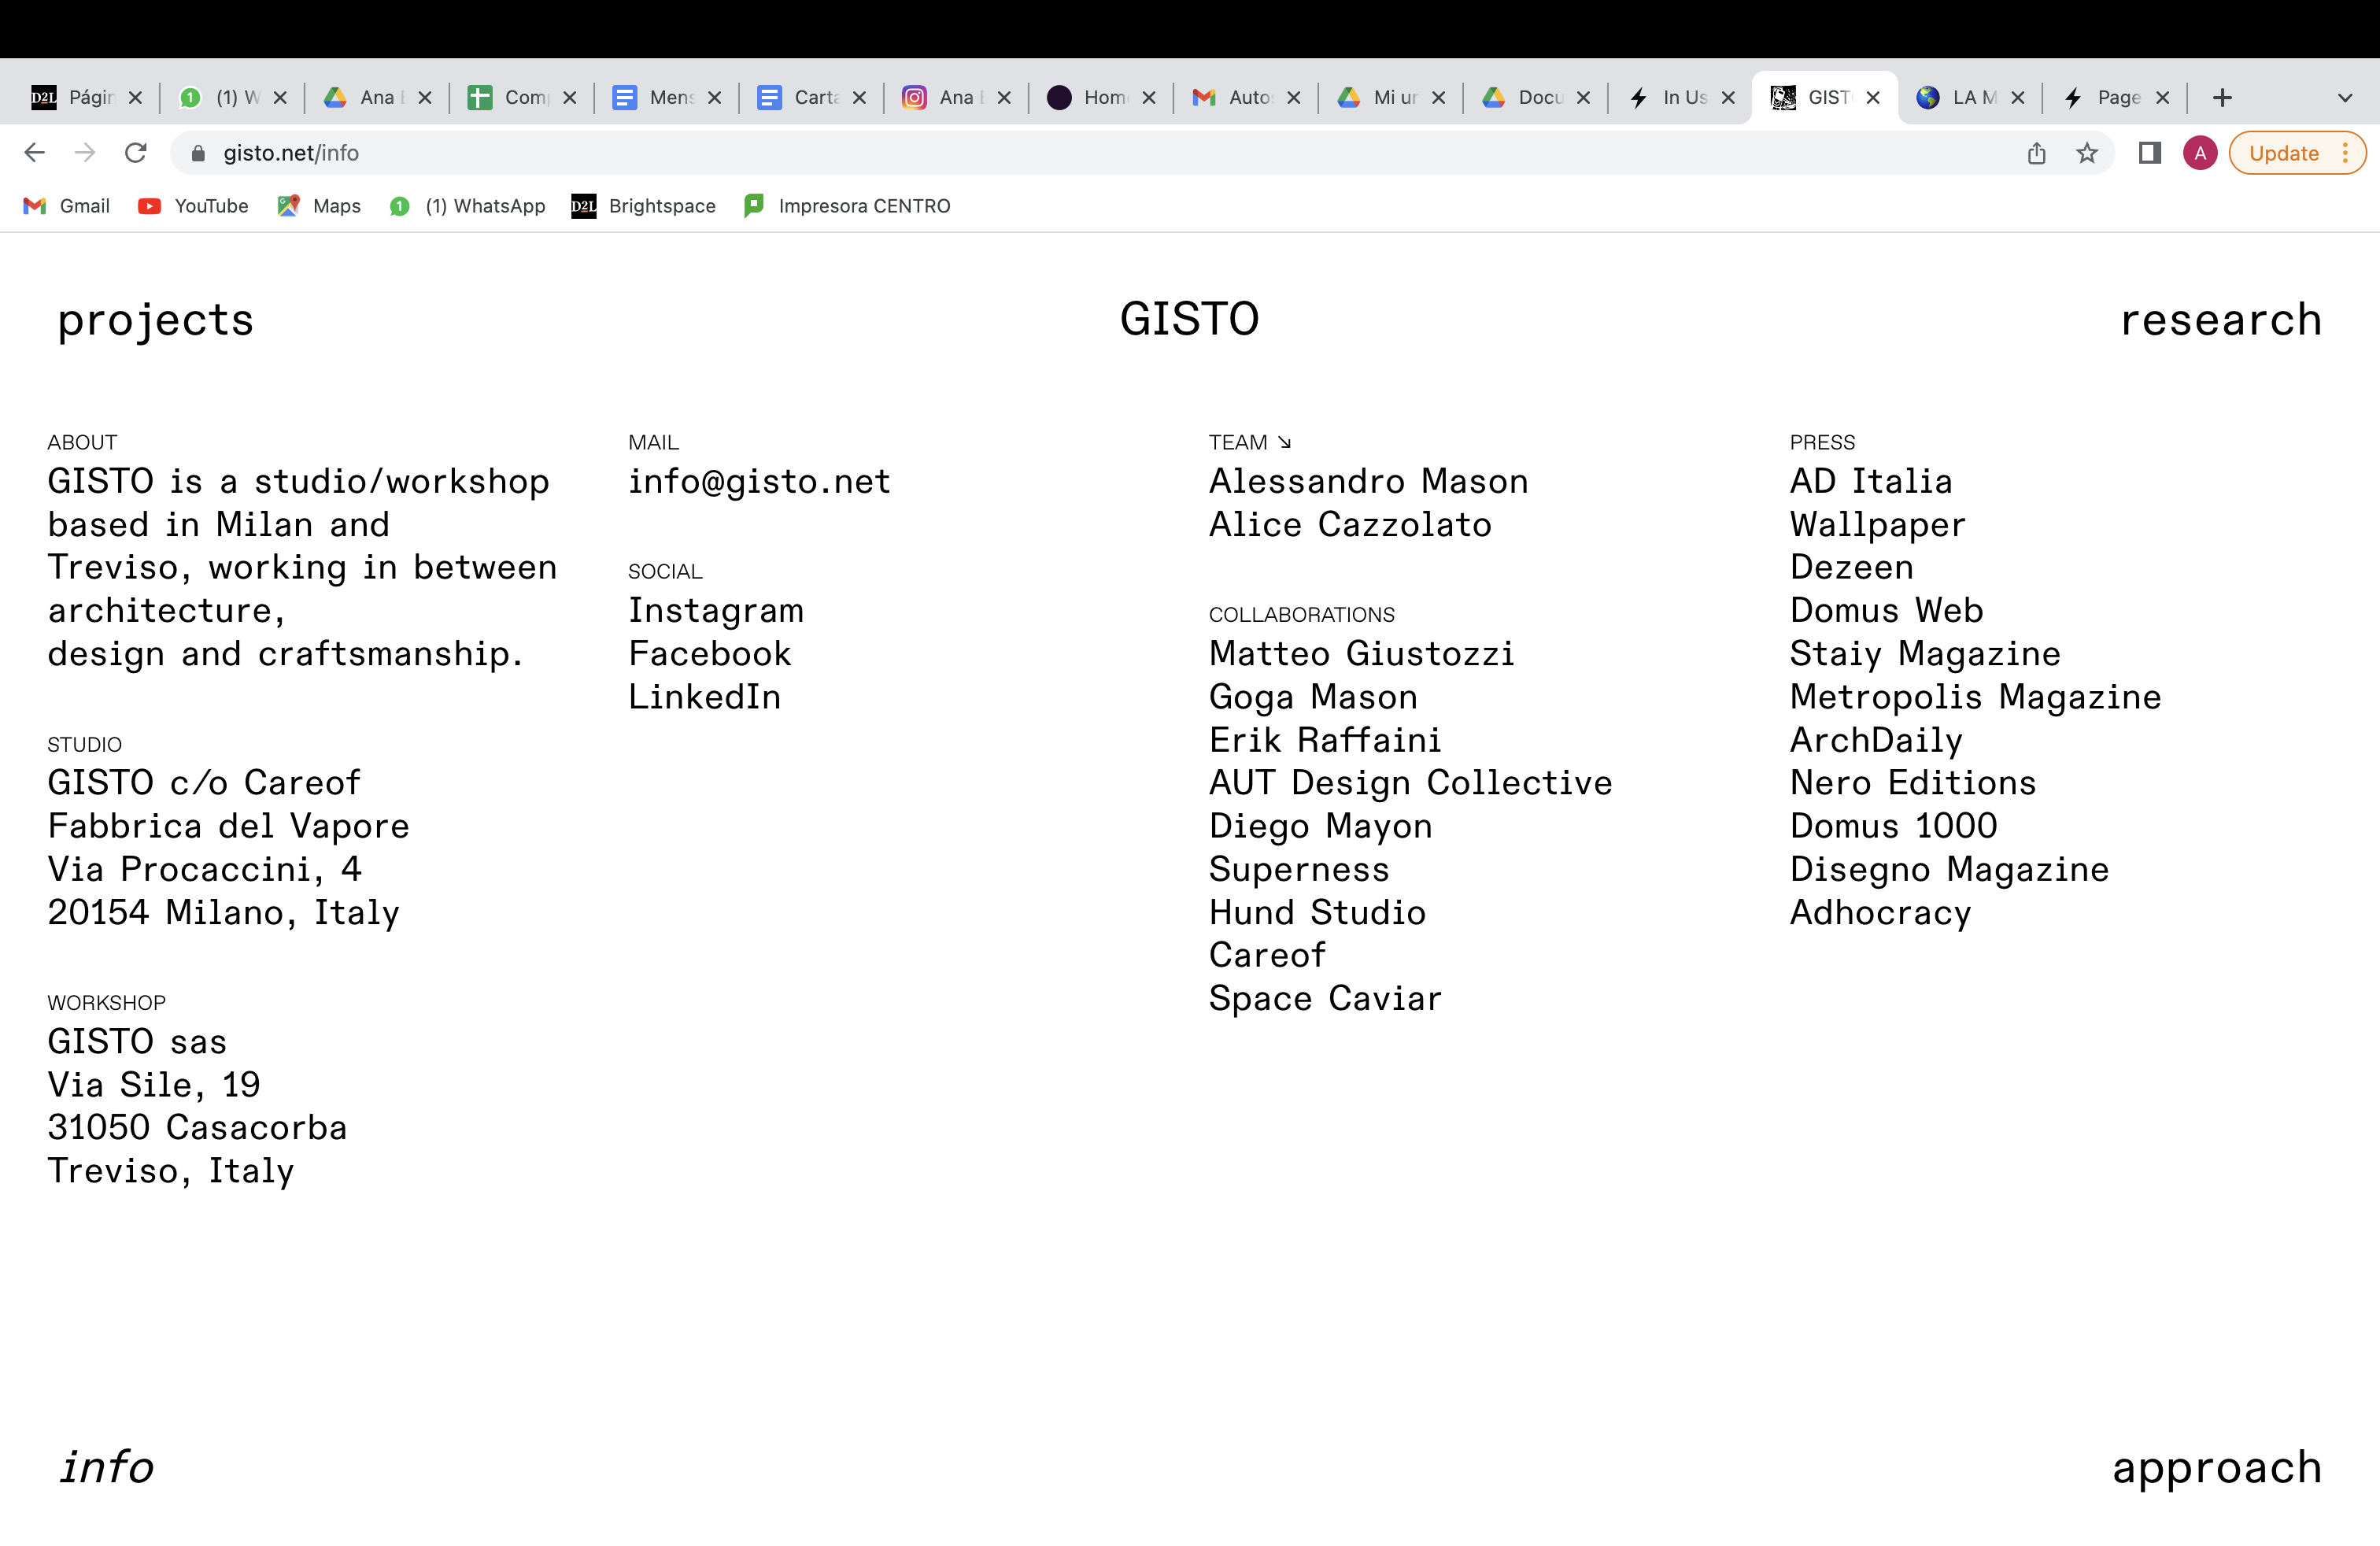 D2L Págin
1 (1) W
Ana
Com
Mens
Carta
Ana
Hom
Auto
Mi un
Docu
In Us
GIST
LA M
Page
gisto.net/info
A
Update
Gmail
YouTube
Maps
1 (1) WhatsApp
D2L Brightspace
Impresora CENTRO
projects
GISTO
research
ABOUT
GISTO is a studio/workshop
based in Milan and
Treviso, working in between
architecture,
design and craftsmanship.
STUDIO
GISTO c/o Careof
Fabbrica del Vapore
Via Procaccini, 4
20154 Milano, Italy
WORKSHOP
GISTO sas
Via Sile, 19
31050 Casacorba
Treviso, Italy
MAIL
info@gisto.net
SOCIAL
Instagram
Facebook
LinkedIn
TEAM ↘
Alessandro Mason
Alice Cazzolato
COLLABORATIONS
Matteo Giustozzi
Goga Mason
Erik Raffaini
AUT Design Collective
Diego Mayon
Superness
Hund Studio
Careof
Space Caviar
PRESS
AD Italia
Wallpaper
Dezeen
Domus Web
Staiy Magazine
Metropolis Magazine
ArchDaily
Nero Editions
Domus 1000
Disegno Magazine
Adhocracy
info
approach